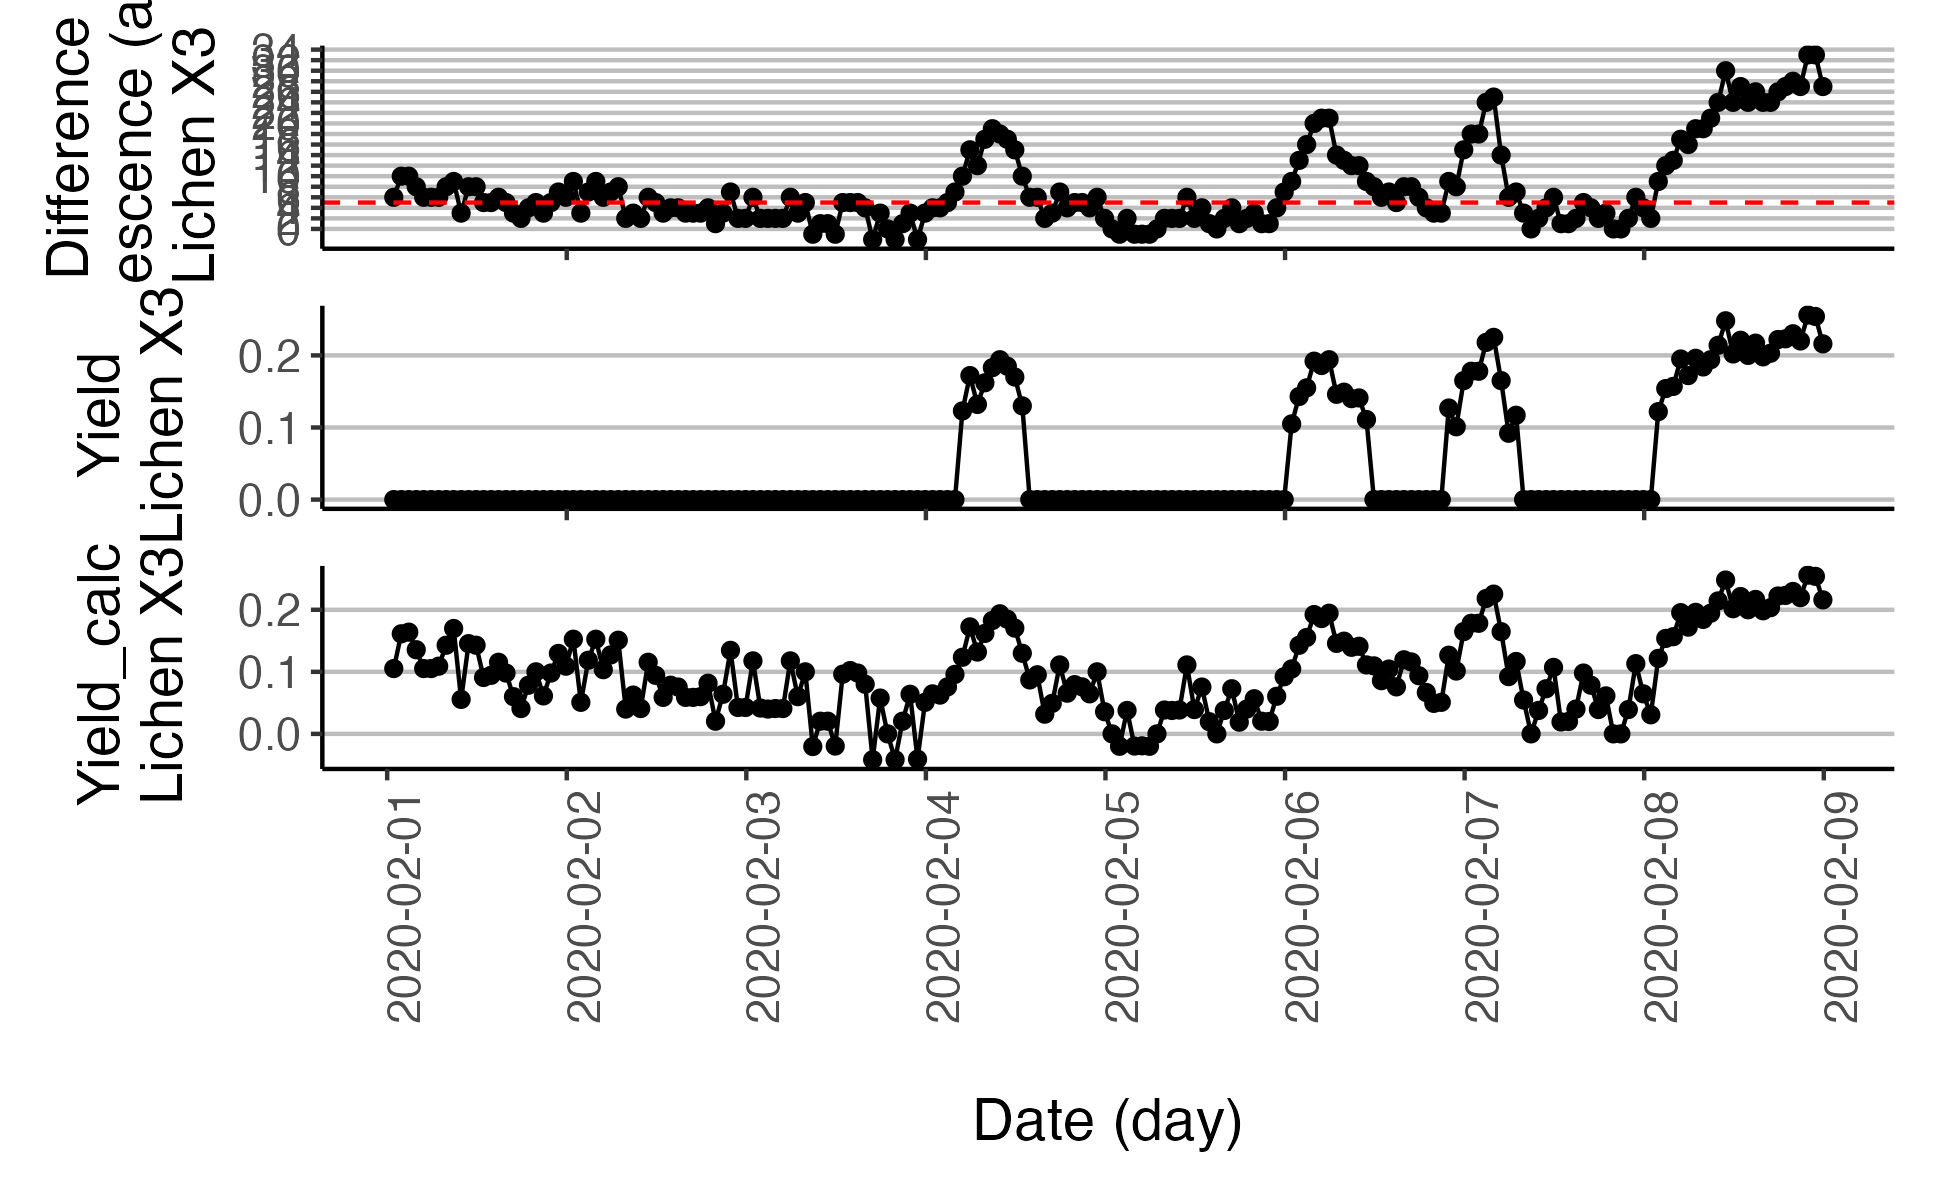 Difference
escence (a
Lichen X3
34
0
Yield
Lichen X3
0.2
0.1
0.0
Yield_calc
Lichen X3
0.2
0.1
0.0
2020-02-01
2020-02-02
2020-02-03
2020-02-04
2020-02-05
2020-02-06
2020-02-07
2020-02-08
2020-02-09
Date (day)